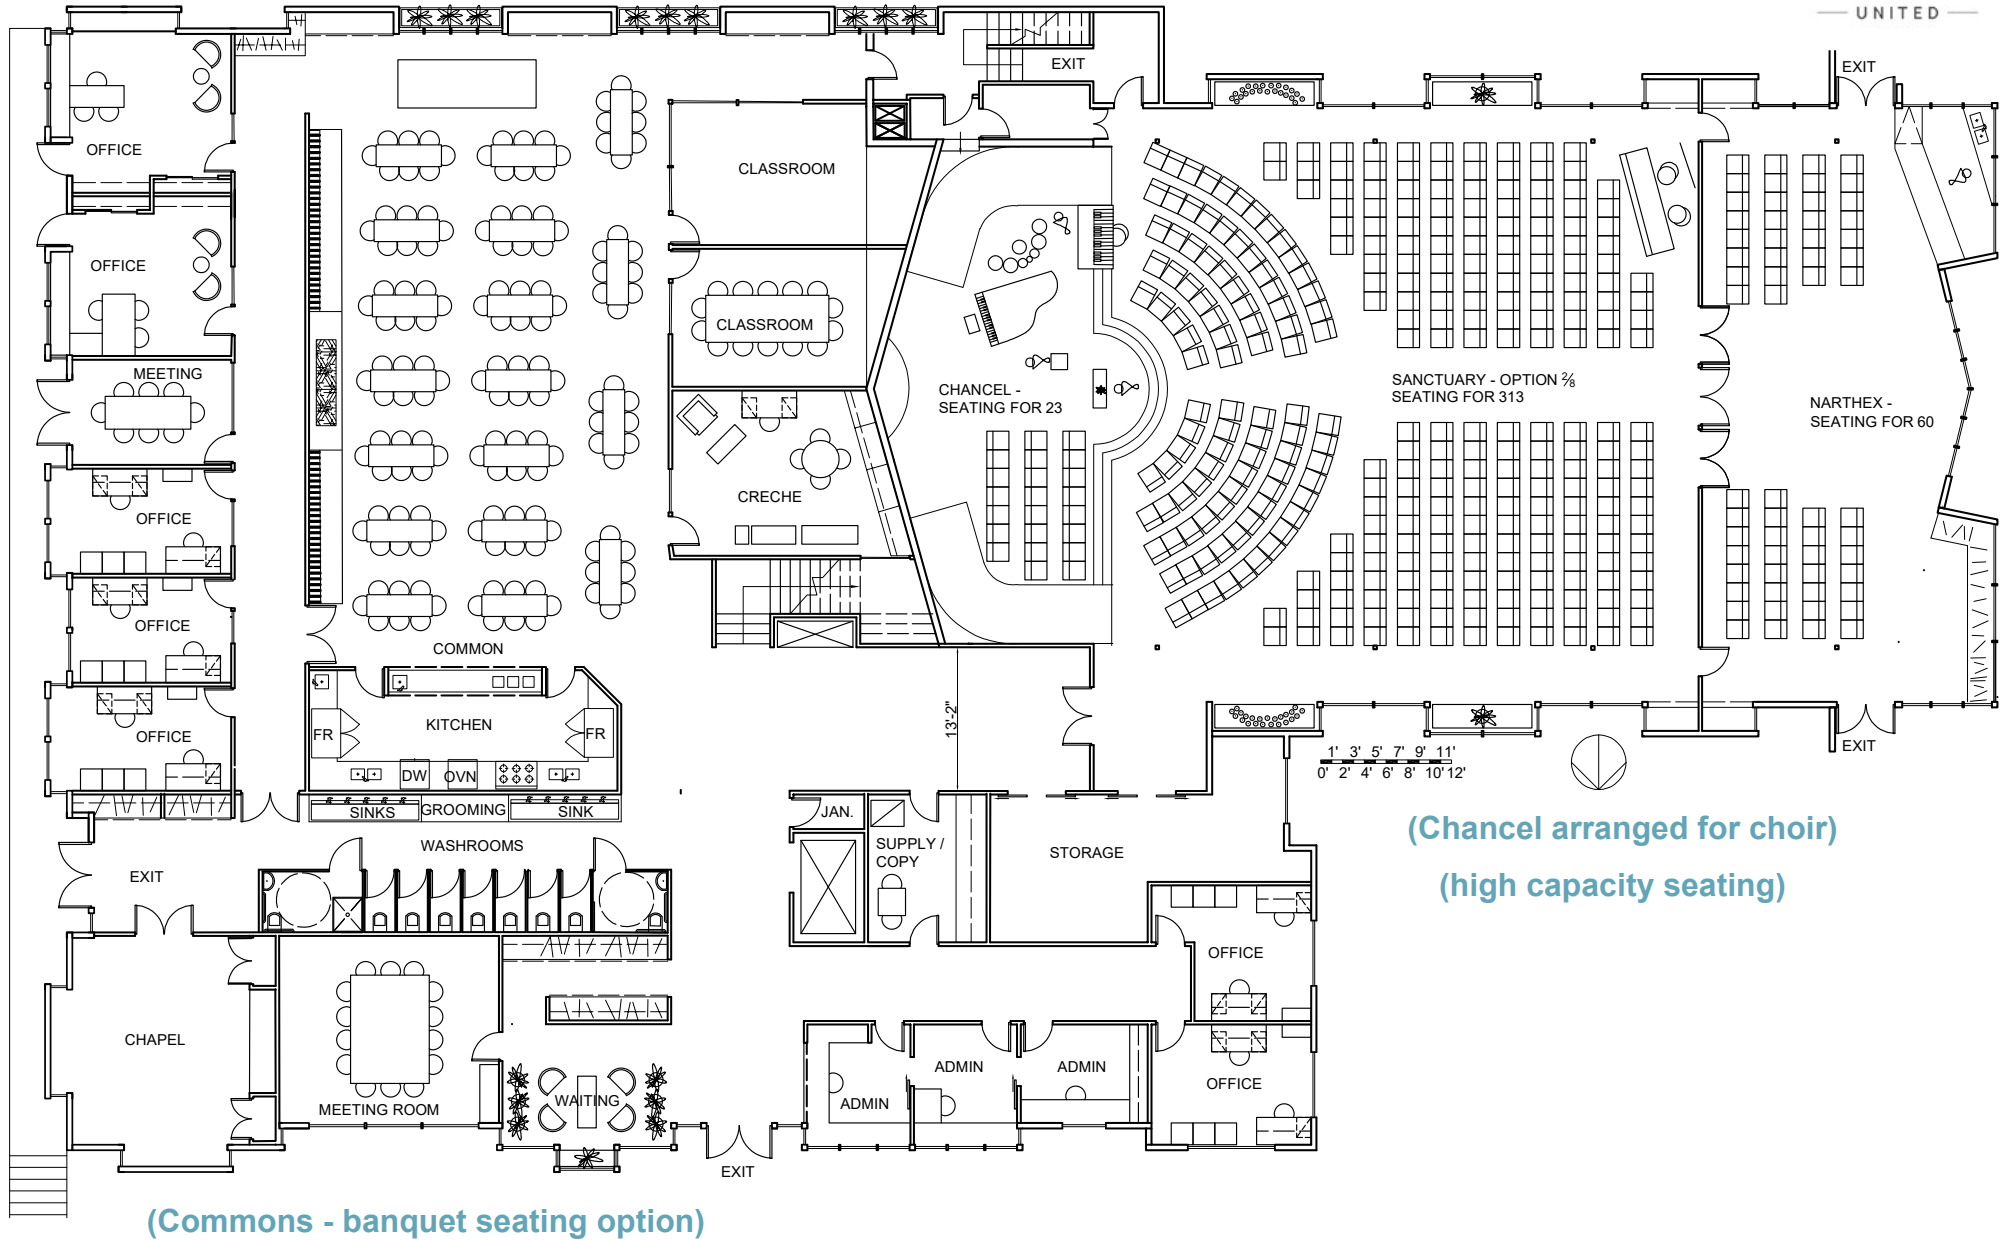 UNITED
EXIT
EXIT
OFFICE
CLASSROOM
OFFICE
CLASSROOM
MEETING
CHANCEL -
SEATING FOR 23
SANCTUARY - OPTION 2/8
SEATING FOR 313
NARTHEX -
SEATING FOR 60
CRECHE
OFFICE
OFFICE
COMMON
OFFICE
KITCHEN
FR
FR
13'-2"
EXIT
1' 3' 5' 7' 9' 11'
0' 2' 4' 6' 8' 10' 12'
DW
OVN
SINKS
GROOMING
SINK
JAN.
(Chancel arranged for choir)
WASHROOMS
SUPPLY /
COPY
STORAGE
EXIT
(high capacity seating)
OFFICE
CHAPEL
ADMIN
ADMIN
OFFICE
WAITING
ADMIN
MEETING ROOM
EXIT
(Commons - banquet seating option)